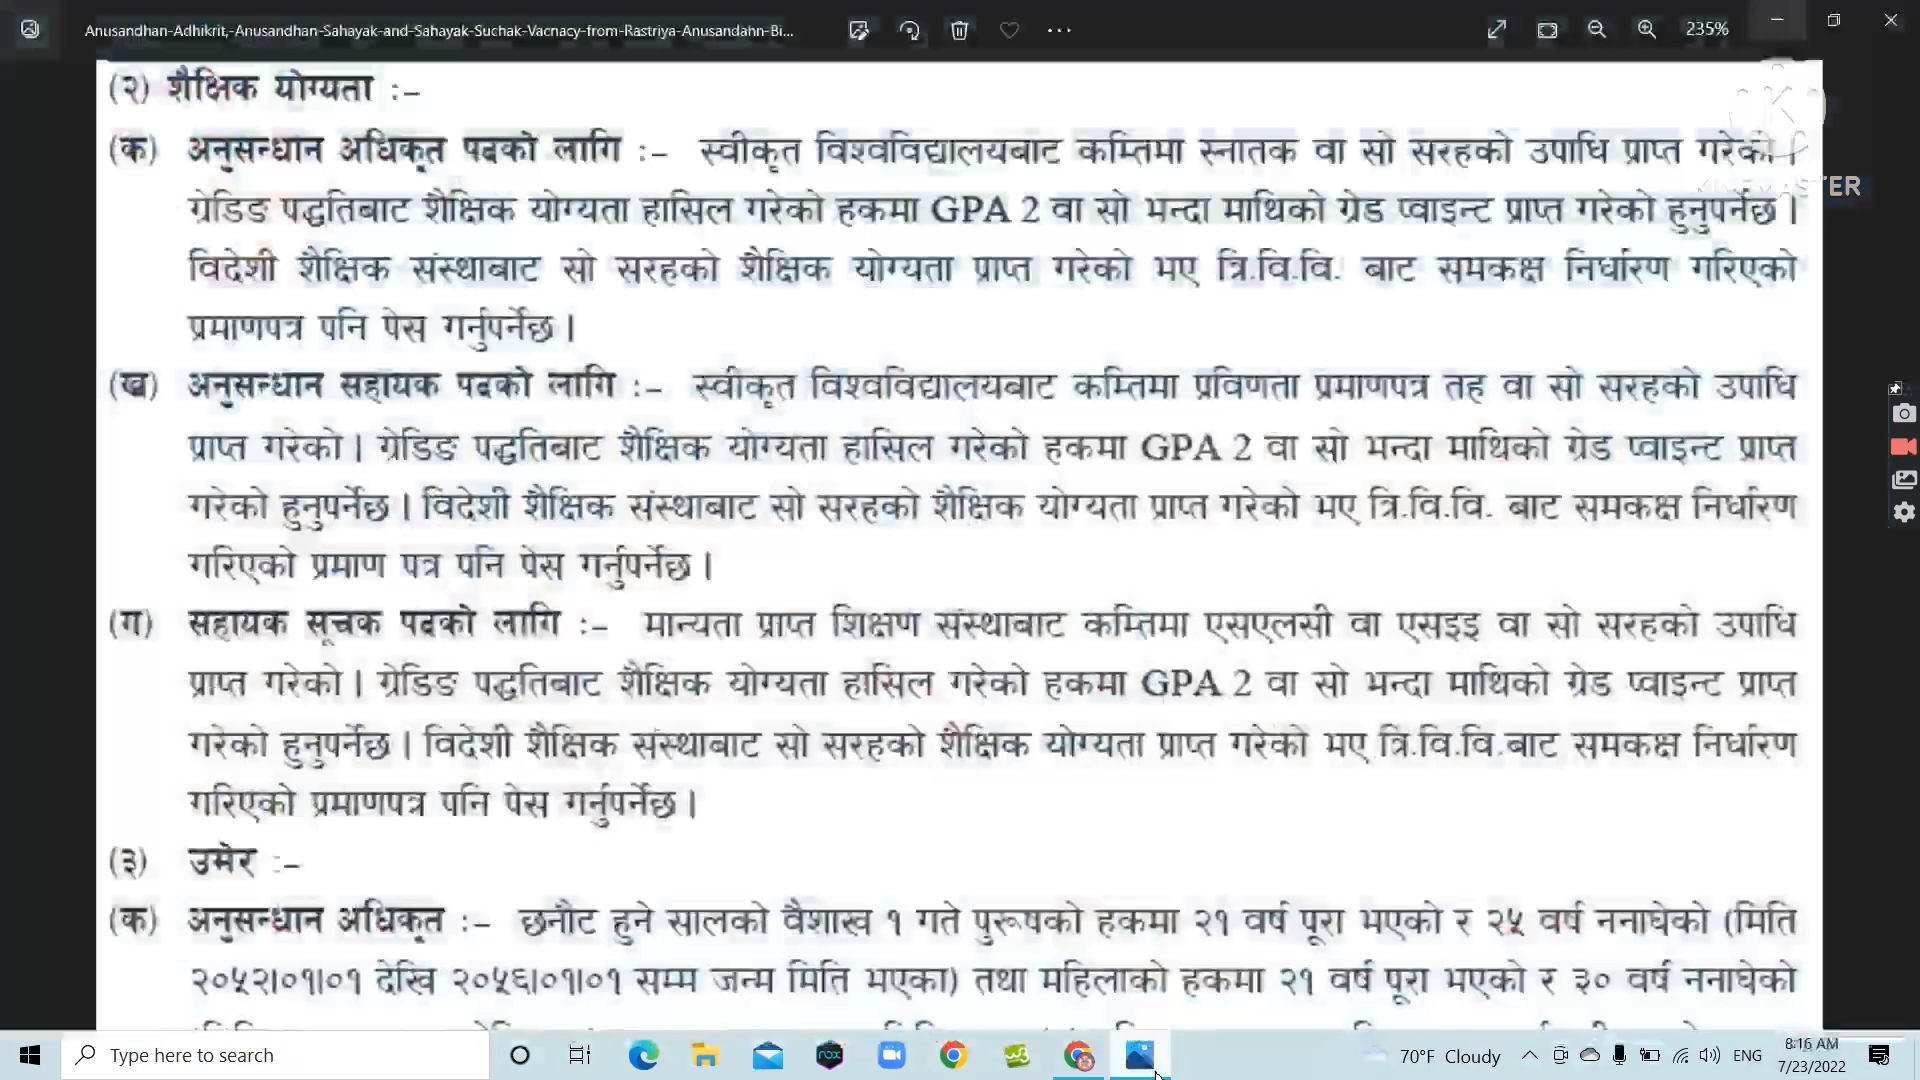 Anusandhan-Adhikrit,-Anusandhan-Sahayak-and-Sahayak-Suchak-Vacnacy-from-Rastriya-Anusandahn-Bi...
235%
(२) शैक्षिक योग्यता :–
(क) अनुसन्धान अधिकृत पदको लागि :– स्वीकृत विश्वविद्यालयबाट कम्तिमा स्नातक वा सो सरहको उपाधि प्राप्त गरेको ।
KINEMASTER
ग्रेडिङ पद्धतिबाट शैक्षिक योग्यता हासिल गरेको हकमा GPA 2 वा सो भन्दा माथिको ग्रेड प्वाइन्ट प्राप्त गरेको हुनुपर्नेछ ।
विदेशी शैक्षिक संस्थाबाट सो सरहको शैक्षिक योग्यता प्राप्त गरेको भए त्रि.वि.वि. बाट समकक्ष निर्धारण गरिएको
प्रमाणपत्र पनि पेस गर्नुपर्नेछ ।
(ख) अनुसन्धान सहायक पदको लागि :– स्वीकृत विश्वविद्यालयबाट कम्तिमा प्रविणता प्रमाणपत्र तह वा सो सरहको उपाधि
प्राप्त गरेको । ग्रेडिङ पद्धतिबाट शैक्षिक योग्यता हासिल गरेको हकमा GPA 2 वा सो भन्दा माथिको ग्रेड प्वाइन्ट प्राप्त
गरेको हुनुपर्नेछ । विदेशी शैक्षिक संस्थाबाट सो सरहको शैक्षिक योग्यता प्राप्त गरेको भए त्रि.वि.वि. बाट समकक्ष निर्धारण
गरिएको प्रमाण पत्र पनि पेस गर्नुपर्नेछ ।
(ग) सहायक सूचक पदको लागि :– मान्यता प्राप्त शिक्षण संस्थाबाट कम्तिमा एसएलसी वा एसइइ वा सो सरहको उपाधि
प्राप्त गरेको । ग्रेडिङ पद्धतिबाट शैक्षिक योग्यता हासिल गरेको हकमा GPA 2 वा सो भन्दा माथिको ग्रेड प्वाइन्ट प्राप्त
गरेको हुनुपर्नेछ । विदेशी शैक्षिक संस्थाबाट सो सरहको शैक्षिक योग्यता प्राप्त गरेको भए त्रि.वि.वि.बाट समकक्ष निर्धारण
गरिएको प्रमाणपत्र पनि पेस गर्नुपर्नेछ ।
(३) उमेर :–
(क) अनुसन्धान अधिकृत :– छनौट हुने सालको वैशाख १ गते पुरूषको हकमा २१ वर्ष पूरा भएको र २५ वर्ष ननाघेको (मिति
२०५२।०१।०१ देखि २०५६।०१।०१ सम्म जन्म मिति भएका) तथा महिलाको हकमा २१ वर्ष पूरा भएको र ३० वर्ष ननाघेको
Type here to search
70°F Cloudy
ENG
8:16 AM
7/23/2022